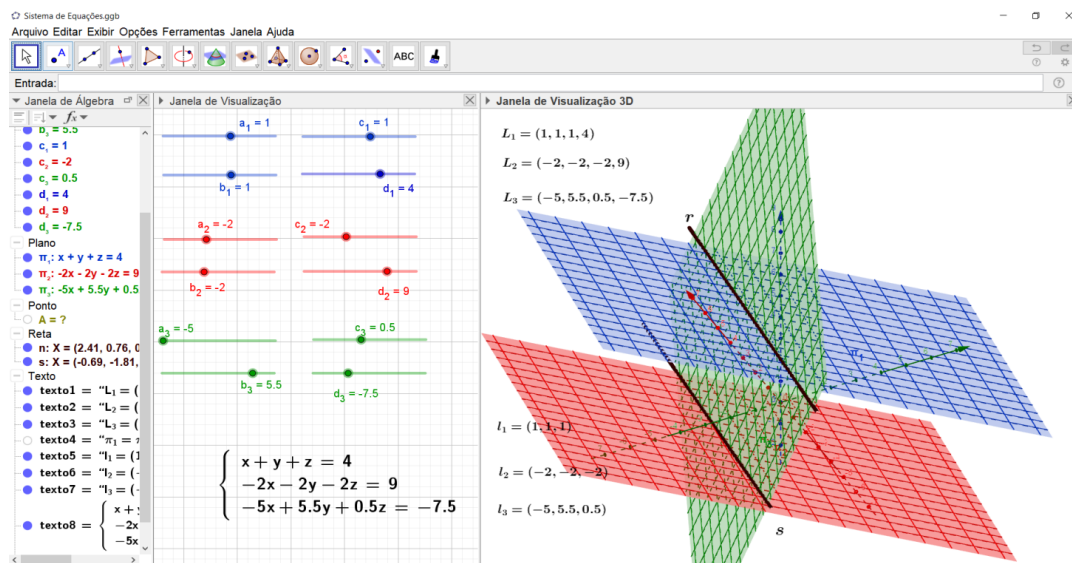 Sistema de Equações.ggb
Arquivo Editar Exibir Opções Ferramentas Janela Ajuda
ABC
Entrada:
Janela de Álgebra
b₃ = 5.5
c₁ = 1
c₂ = -2
c₃ = 0.5
d₁ = 4
d₂ = 9
d₃ = -7.5
Plano
π₁: x + y + z = 4
π₂: -2x - 2y - 2z = 9
π₃: -5x + 5.5y + 0.5
Ponto
A = ?
Reta
n: X = (2.41, 0.76, 0
s: X = (-0.69, -1.81,
Texto
texto1 = "L₁ = (
texto2 = "L₂ = (
texto3 = "L₃ = (
texto4 = "π₁ = π
texto5 = "l₁ = (1
texto6 = "l₂ = (-
texto7 = "l₃ = (-
texto8 =
x + y
-2x
-5x
Janela de Visualização
a₁ = 1
c₁ = 1
b₁ = 1
d₁ = 4
a₂ = -2
c₂ = -2
b₂ = -2
d₂ = 9
a₃ = -5
c₃ = 0.5
b₃ = 5.5
d₃ = -7.5
x + y + z = 4
-2x - 2y - 2z = 9
-5x + 5.5y + 0.5z = -7.5
Janela de Visualização 3D
L₁ = (1, 1, 1, 4)
L₂ = (-2, -2, -2, 9)
L₃ = (-5, 5.5, 0.5, -7.5)
r
π₁
l₁ = (1, 1, 1)
l₂ = (-2, -2, -2)
l₃ = (-5, 5.5, 0.5)
s